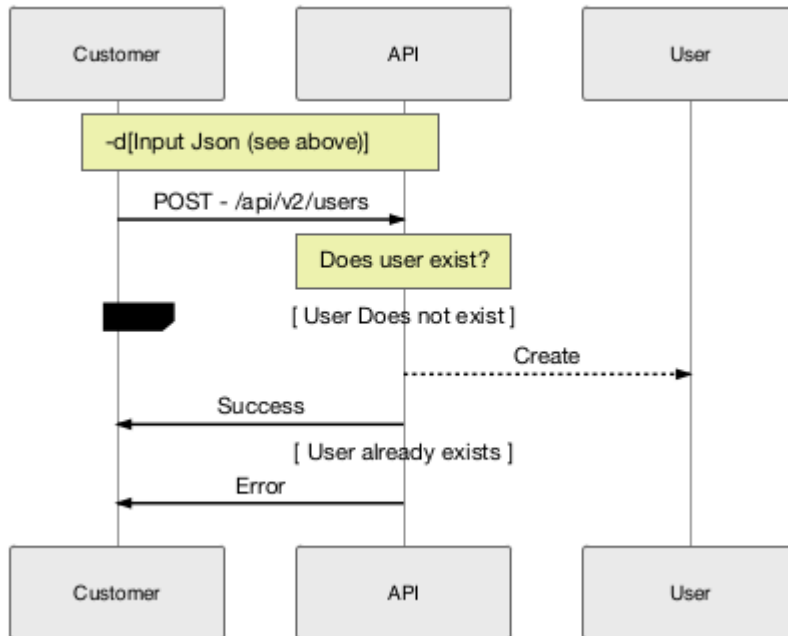 Customer
API
User
-d[Input Json (see above)]
POST - /api/v2/users
Does user exist?
[ User Does not exist ]
Create
Success
[ User already exists ]
Error
Customer
API
User